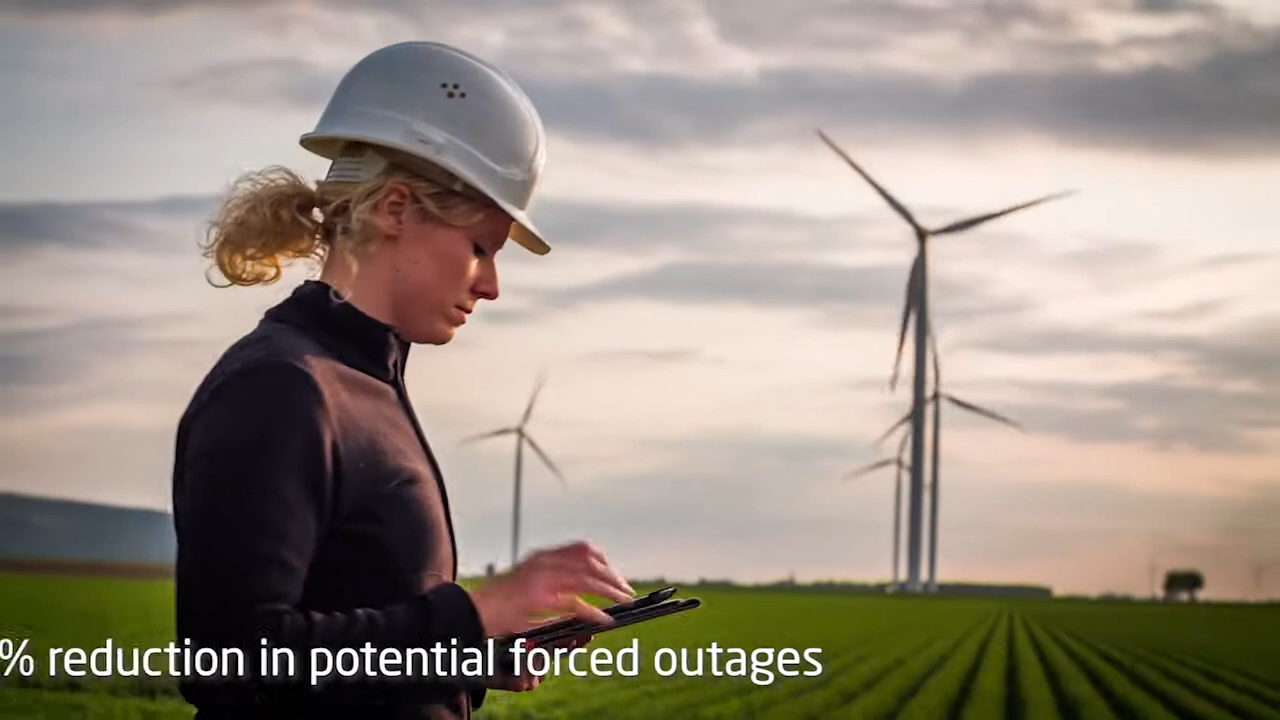 % reduction in potential forced outages